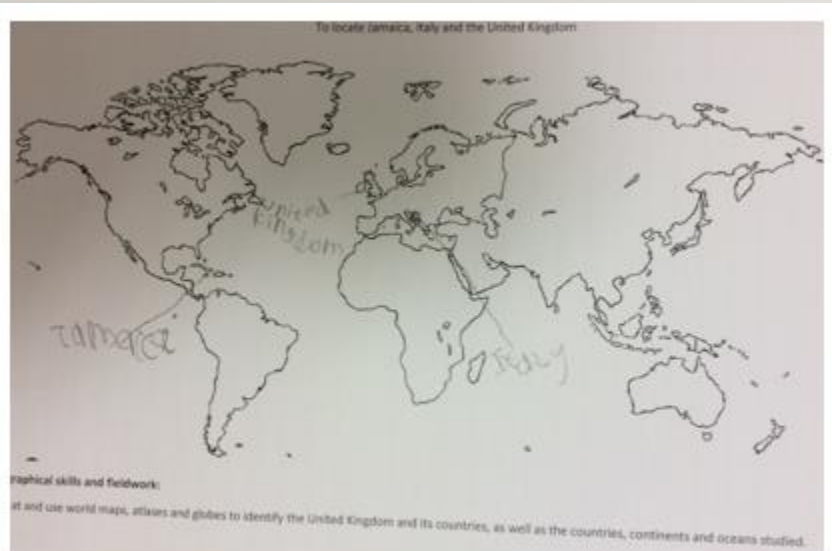 To locate Jamaica, Italy and the United Kingdom
united
kingdom
Jamerca
Italy
raphical skills and fieldwork:
at and use world maps, atlases and globes to identify the United Kingdom and its countries, as well as the countries, continents and oceans studied.